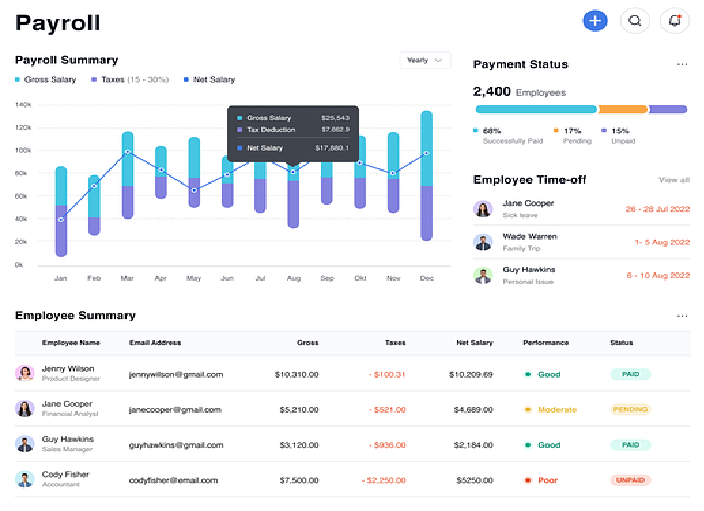 Payroll
Payroll Summary
Yearly
Gross Salary
Taxes (15 - 30%)
Net Salary
140k
120k
100k
80k
60k
40k
20k
0k
Gross Salary $25,543
Tax Deduction $7,662.9
Net Salary $17,880.1
Jan Feb Mar Apr May Jun Jul Aug Sep Okt Nov Dec
Payment Status
2,400 Employees
68% 17% 15%
Successfully Paid Pending Unpaid
Employee Time-off View all
Jane Cooper
Sick leave
26 - 28 Jul 2022
Wade Warren
Family Trip
1- 5 Aug 2022
Guy Hawkins
Personal Issue
6 - 10 Aug 2022
Employee Summary
Employee Name Email Address Gross Taxes Net Salary Performance Status
Jenny Wilson
Product Designer
jennywilson@gmail.com $10,310.00 - $100.31 $10,209.69 Good PAID
Jane Cooper
Financial Analyst
janecooper@gmail.com $5,210.00 - $521.00 $4,689.00 Moderate PENDING
Guy Hawkins
Sales Manager
guyhawkins@gmail.com $3,120.00 - $936.00 $2,184.00 Good PAID
Cody Fisher
Accountant
codyfisher@email.com $7,500.00 - $2,250.00 $5250.00 Poor UNPAID